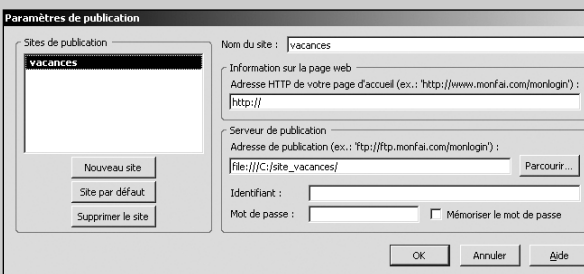 Paramètres de publication
Sites de publication
vacances
Nouveau site
Site par défaut
Supprimer le site
Nom du site : vacances
Information sur la page web
Adresse HTTP de votre page d'accueil (ex.: 'http://www.monfai.com/monlogin') :
http://
Serveur de publication
Adresse de publication (ex.: 'ftp://ftp.monfai.com/monlogin') :
file:///C:/site_vacances/ Parcourir...
Identifiant :
Mot de passe : Mémoriser le mot de passe
OK Annuler Aide